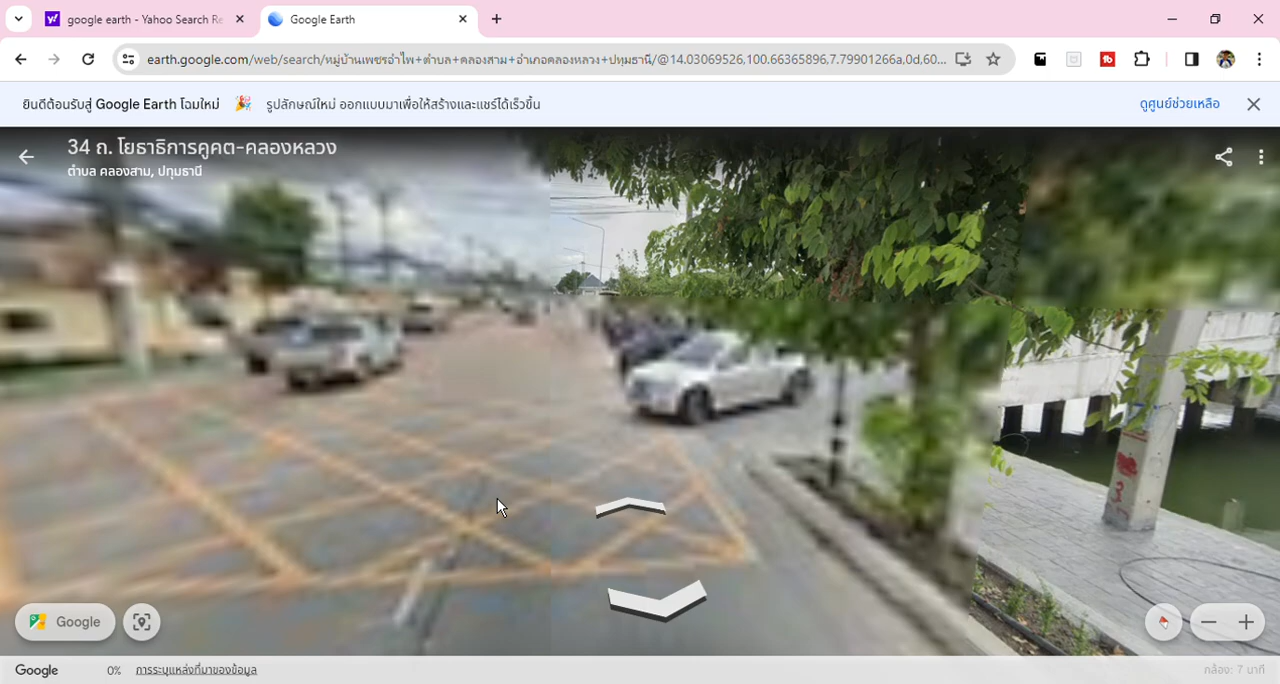 google earth - Yahoo Search Re
Google Earth
earth.google.com/web/search/หมู่บ้านเพชรอำไพ+ตำบล+คลองสาม+อำเภอคลองหลวง+ปทุมธานี/@14.03069526,100.66365896,7.79901266a,0d,60...
ยินดีต้อนรับสู่ Google Earth โฉมใหม่ รูปลักษณ์ใหม่ ออกแบบมาเพื่อให้สร้างและแชร์ได้เร็วขึ้น ดูศูนย์ช่วยเหลือ
34 ถ. โยธาธิการคูคต-คลองหลวง
ตำบล คลองสาม, ปทุมธานี
Google
Google 0% การระบุแหล่งที่มาของข้อมูล กล้อง: 7 นาที